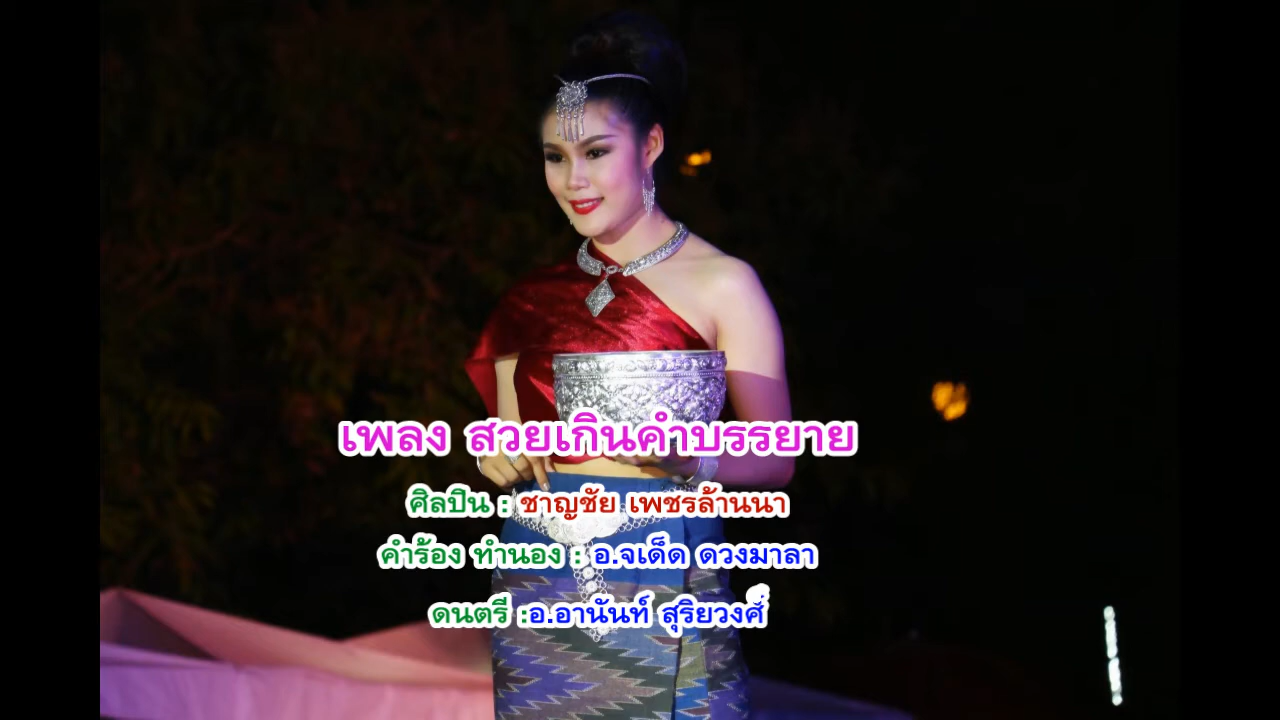 เพลง สวยเกินคำบรรยาย
ศิลปิน : ชาญชัย เพชรล้านนา
คำร้อง ทำนอง : อ.จเด็ด ดวงมาลา
ดนตรี :อ.อานันท์ สุริยวงศ์